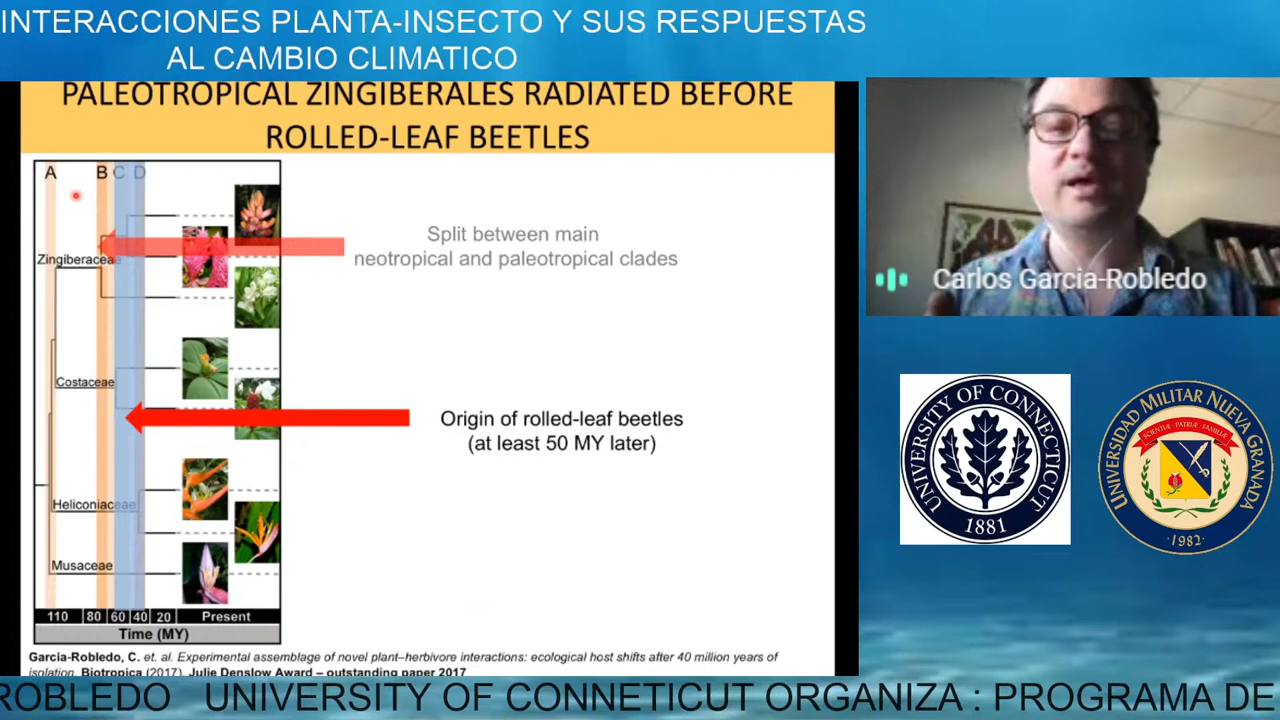 INTERACCIONES PLANTA-INSECTO Y SUS RESPUESTAS
AL CAMBIO CLIMATICO
PALEOTROPICAL ZINGIBERALES RADIATED BEFORE
ROLLED-LEAF BEETLES
A B C D
Zingiberaceae
Costaceae
Heliconiaceae
Musaceae
110 80 60 40 20 Present
Time (MY)
Split between main
neotropical and paleotropical clades
Origin of rolled-leaf beetles
(at least 50 MY later)
Garcia-Robledo, C. et. al. Experimental assemblage of novel plant–herbivore interactions: ecological host shifts after 40 million years of
isolation. Biotropica (2017). Julie Denslow Award – outstanding paper 2017
Carlos Garcia-Robledo
UNIVERSITY OF CONNECTICUT
1881
UNIVERSIDAD MILITAR NUEVA GRANADA
SCIENTIÆ - PATRIÆ - FAMILIÆ
·1982·
ROBLEDO UNIVERSITY OF CONNETICUT ORGANIZA : PROGRAMA DE